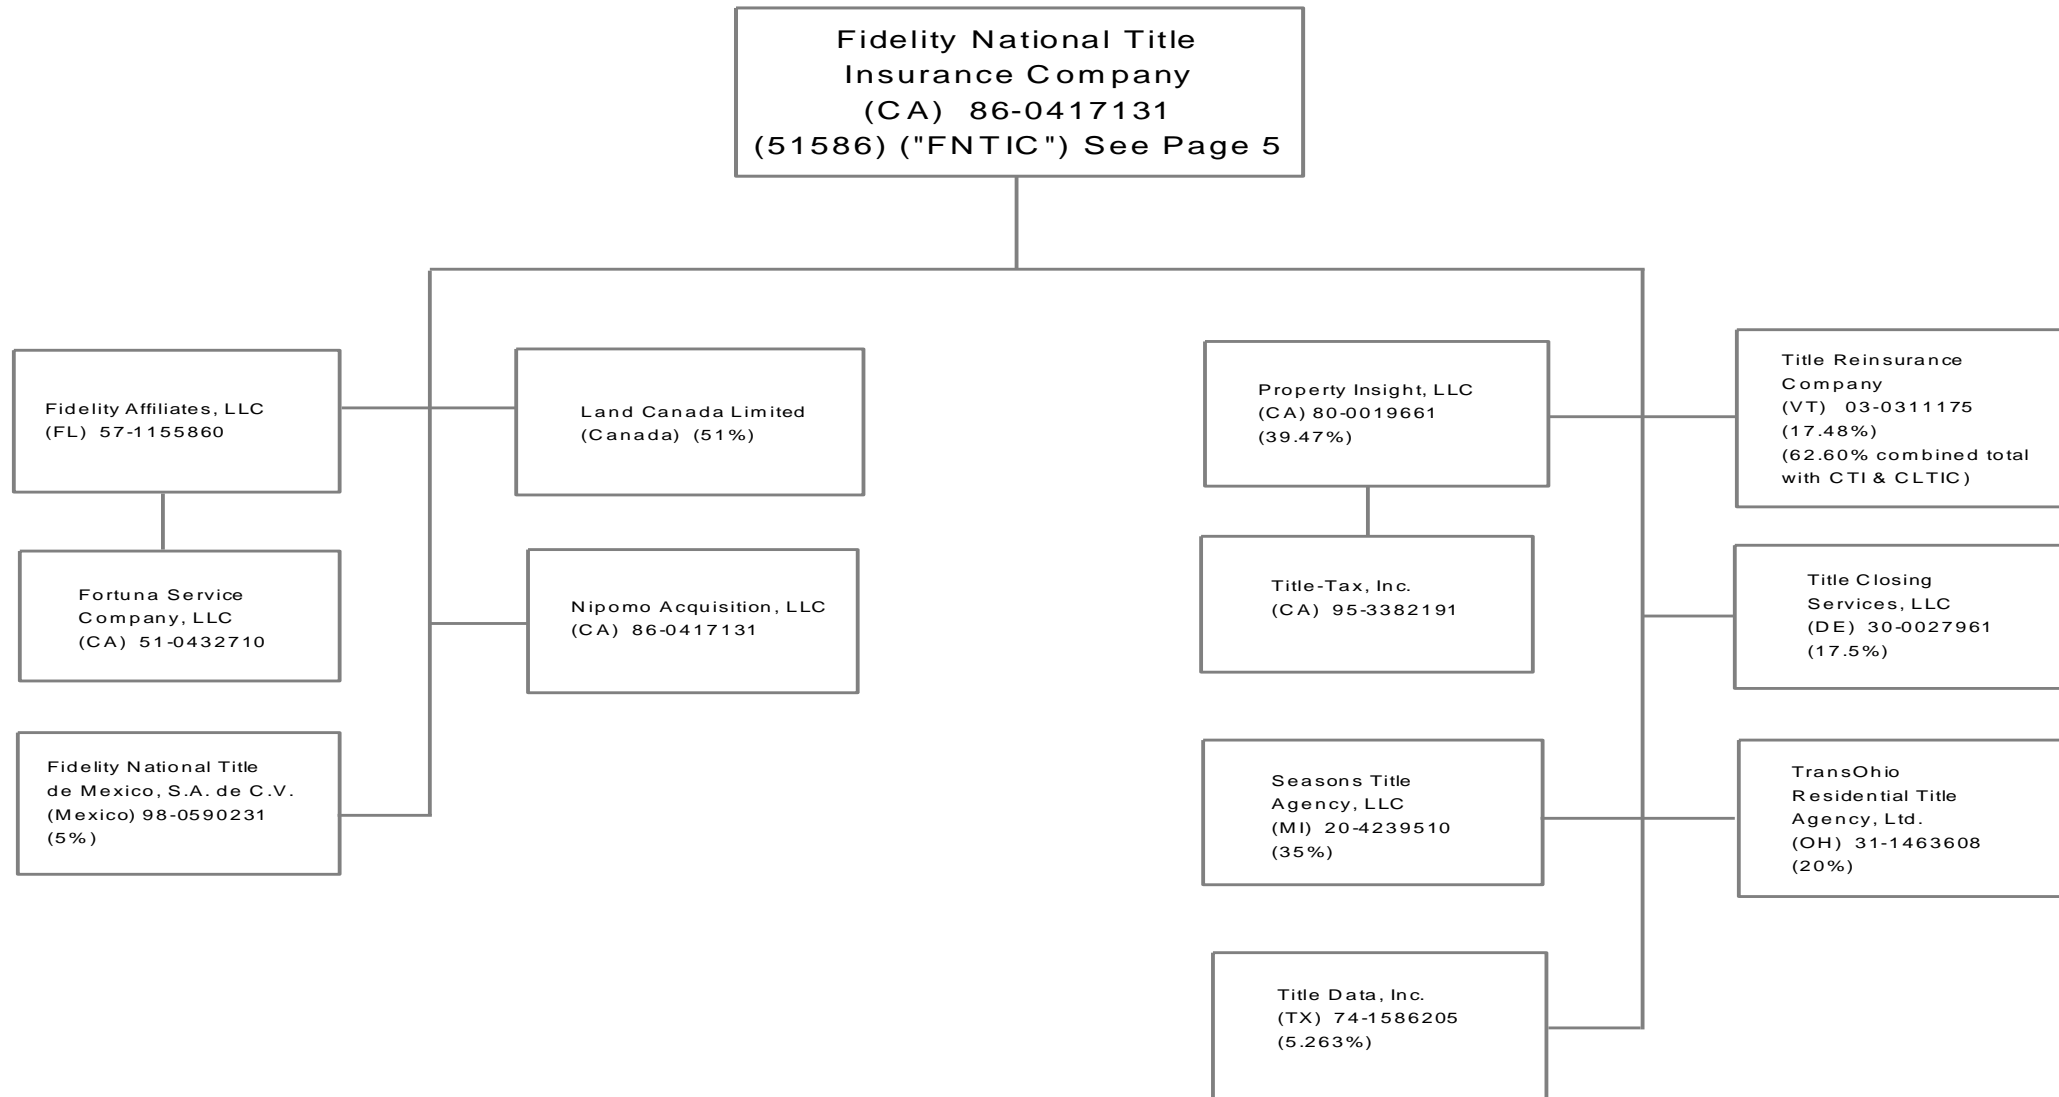 Fidelity National Title
Insurance Company
(CA) 86-0417131
(51586) ("FNTIC") See Page 5
Fidelity Affiliates, LLC
(FL) 57-1155860
Land Canada Limited
(Canada) (51%)
Property Insight, LLC
(CA) 80-0019661
(39.47%)
Title Reinsurance
Company
(VT) 03-0311175
(17.48%)
(62.60% combined total
with CTI & CLTIC)
Fortuna Service
Company, LLC
(CA) 51-0432710
Nipomo Acquisition, LLC
(CA) 86-0417131
Title-Tax, Inc.
(CA) 95-3382191
Title Closing
Services, LLC
(DE) 30-0027961
(17.5%)
Fidelity National Title
de Mexico, S.A. de C.V.
(Mexico) 98-0590231
(5%)
Seasons Title
Agency, LLC
(MI) 20-4239510
(35%)
TransOhio
Residential Title
Agency, Ltd.
(OH) 31-1463608
(20%)
Title Data, Inc.
(TX) 74-1586205
(5.263%)